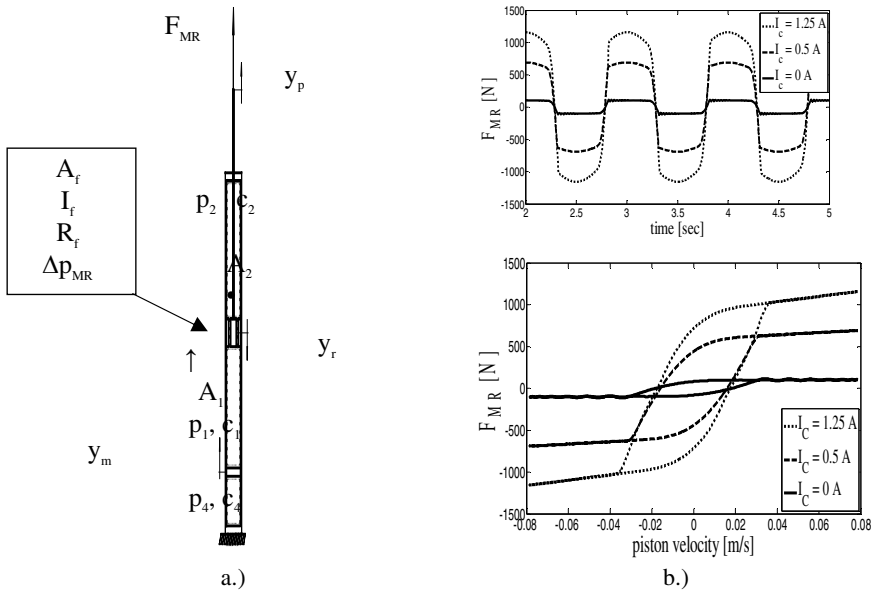 F_MR
y_p
A_f
I_f
R_f
Δp_MR
p_2 c_2
A_2
y_r
↑
A_1
p_1, c_1
y_m
p_4, c_4
a.)
1500
1000
500
0
-500
-1000
-1500
F_MR [N]
2 2.5 3 3.5 4 4.5 5
time [sec]
I_c = 1.25 A
I_c = 0.5 A
I_c = 0 A
1500
1000
500
0
-500
-1000
-1500
F_MR [N]
-0.08 -0.06 -0.04 -0.02 0 0.02 0.04 0.06 0.08
piston velocity [m/s]
I_C = 1.25 A
I_C = 0.5 A
I_C = 0 A
b.)